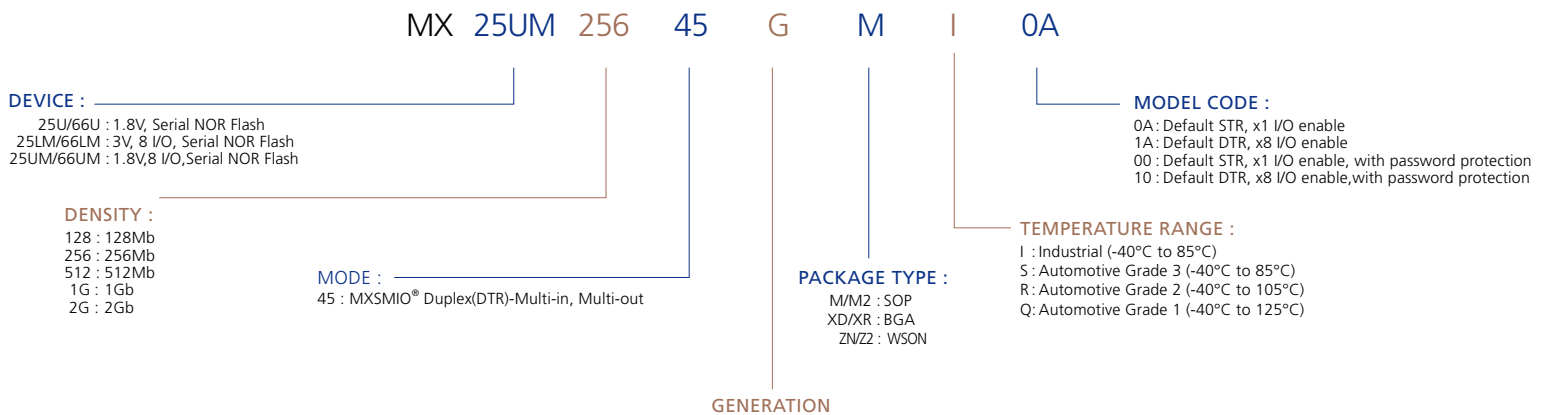 MX 25UM 256 45 G M I 0A
DEVICE :
25U/66U : 1.8V, Serial NOR Flash
25LM/66LM : 3V, 8 I/O, Serial NOR Flash
25UM/66UM : 1.8V,8 I/O,Serial NOR Flash
DENSITY :
128 : 128Mb
256 : 256Mb
512 : 512Mb
1G : 1Gb
2G : 2Gb
MODE :
45 : MXSMIO® Duplex(DTR)-Multi-in, Multi-out
GENERATION
PACKAGE TYPE :
M/M2 : SOP
XD/XR : BGA
ZN/Z2 : WSON
TEMPERATURE RANGE :
I : Industrial (-40°C to 85°C)
S : Automotive Grade 3 (-40°C to 85°C)
R : Automotive Grade 2 (-40°C to 105°C)
Q: Automotive Grade 1 (-40°C to 125°C)
MODEL CODE :
0A : Default STR, x1 I/O enable
1A : Default DTR, x8 I/O enable
00 : Default STR, x1 I/O enable, with password protection
10 : Default DTR, x8 I/O enable,with password protection